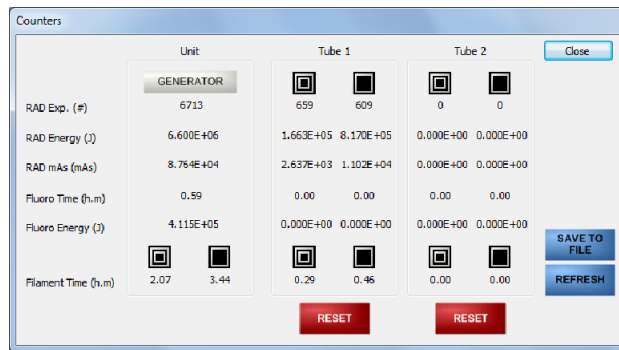 Counters
Unit Tube 1 Tube 2 Close
GENERATOR
RAD Exp. (#) 6713 659 609 0 0
RAD Energy (J) 6.600E+06 1.663E+05 8.170E+05 0.000E+00 0.000E+00
RAD mAs (mAs) 8.764E+04 2.637E+03 1.102E+04 0.000E+00 0.000E+00
Fluoro Time (h.m) 0.59 0.00 0.00 0.00 0.00
Fluoro Energy (J) 4.115E+05 0.000E+00 0.000E+00 0.000E+00 0.000E+00
SAVE TO
FILE
Filament Time (h.m) 2.07 3.44 0.29 0.46 0.00 0.00 REFRESH
RESET RESET